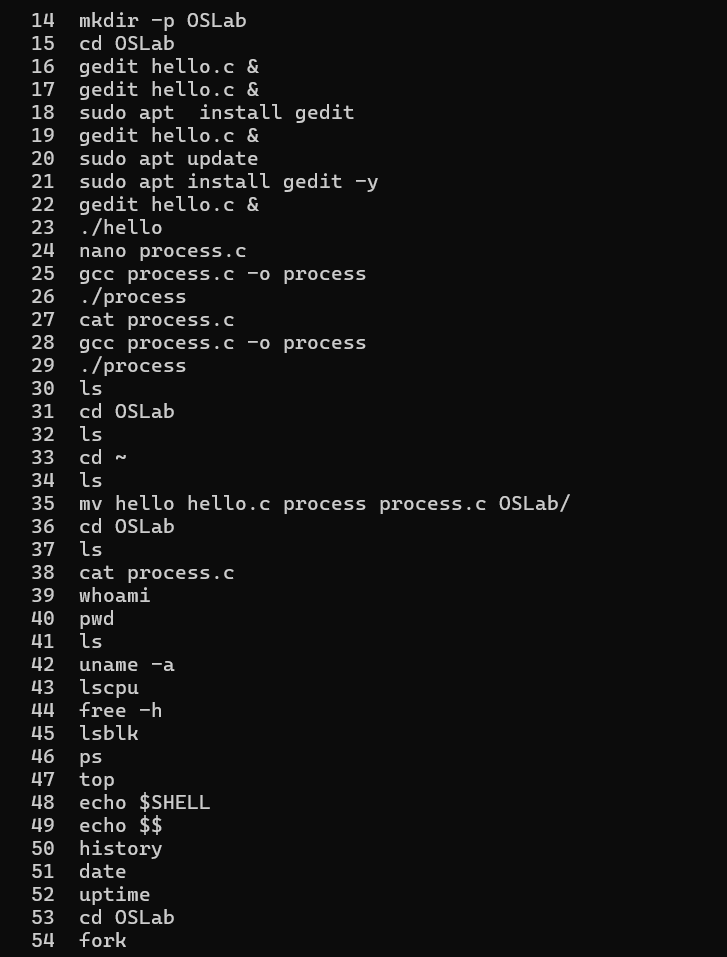 14  mkdir -p OSLab
15  cd OSLab
16  gedit hello.c &
17  gedit hello.c &
18  sudo apt  install gedit
19  gedit hello.c &
20  sudo apt update
21  sudo apt install gedit -y
22  gedit hello.c &
23  ./hello
24  nano process.c
25  gcc process.c -o process
26  ./process
27  cat process.c
28  gcc process.c -o process
29  ./process
30  ls
31  cd OSLab
32  ls
33  cd ~
34  ls
35  mv hello hello.c process process.c OSLab/
36  cd OSLab
37  ls
38  cat process.c
39  whoami
40  pwd
41  ls
42  uname -a
43  lscpu
44  free -h
45  lsblk
46  ps
47  top
48  echo $SHELL
49  echo $$
50  history
51  date
52  uptime
53  cd OSLab
54  fork